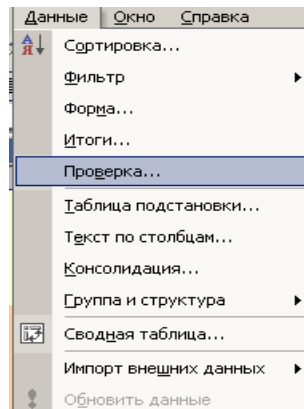 Данные Окно Справка
Сортировка...
Фильтр
Форма...
Итоги...
Проверка...
Таблица подстановки...
Текст по столбцам...
Консолидация...
Группа и структура
Сводная таблица...
Импорт внешних данных
Обновить данные